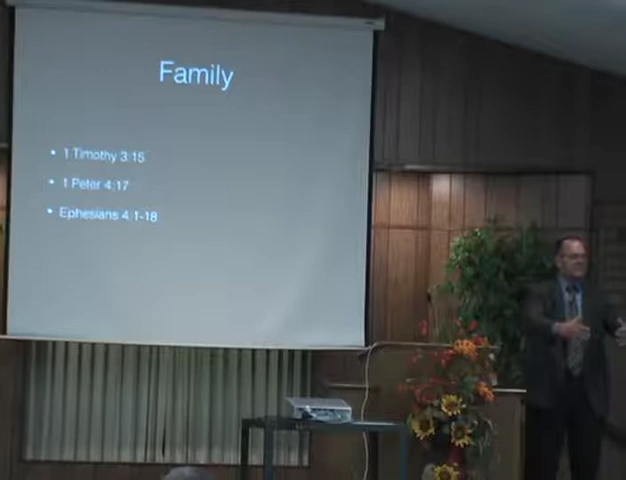 Family
• 1 Timothy 3:15
• 1 Peter 4:17
• Ephesians 4:1-18